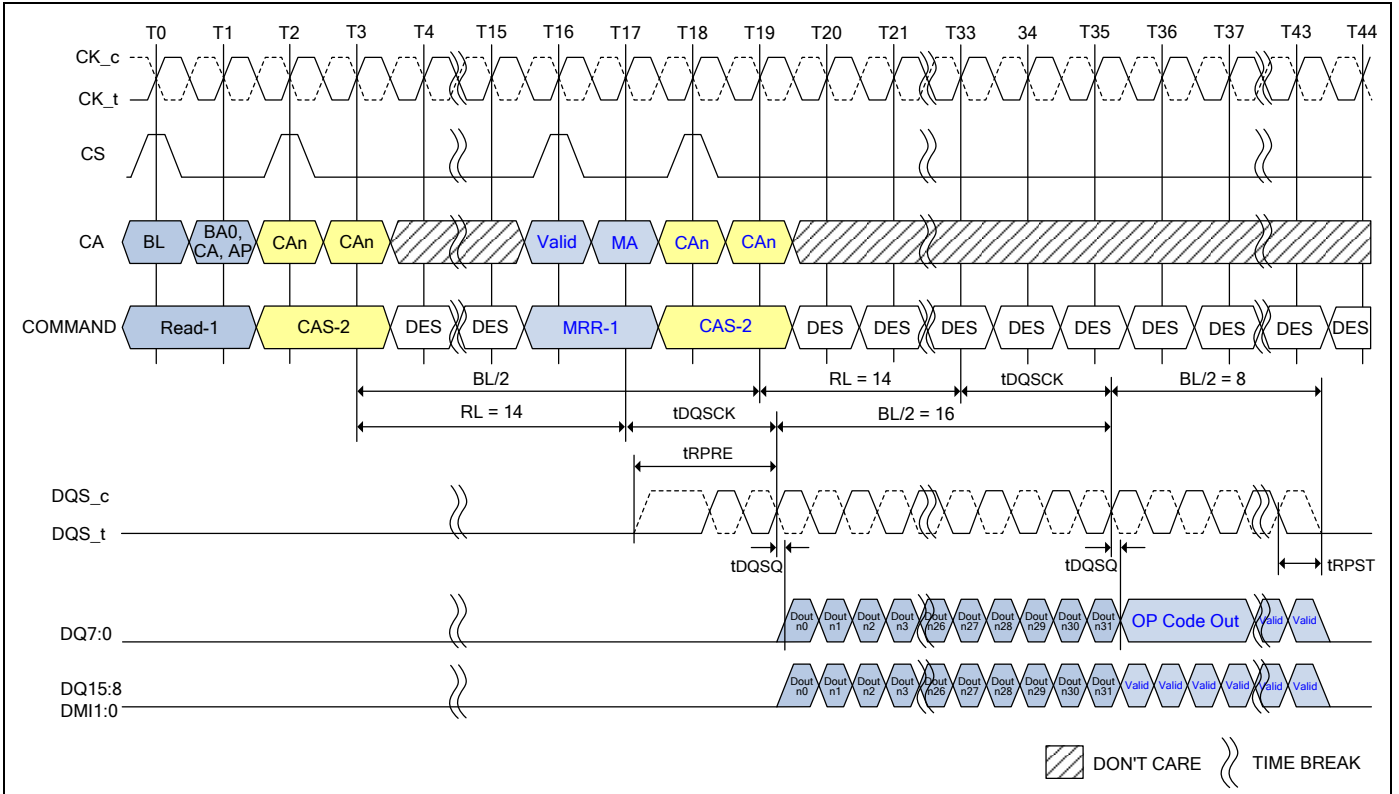 T0 T1 T2 T3 T4 T15 T16 T17 T18 T19 T20 T21 T33 34 T35 T36 T37 T43 T44
CK_c
CK_t
CS
CA BL BA0, CA, AP CAn CAn Valid MA CAn CAn
COMMAND Read-1 CAS-2 DES DES MRR-1 CAS-2 DES DES DES DES DES DES DES DES DES
BL/2 RL = 14 tDQSCK BL/2 = 8
RL = 14 tDQSCK BL/2 = 16
tRPRE
DQS_c
DQS_t
tDQSQ tDQSQ tRPST
DQ7:0 Dout n0 Dout n1 Dout n2 Dout n3 Dout n26 Dout n27 Dout n28 Dout n29 Dout n30 Dout n31 OP Code Out Valid Valid
DQ15:8
DMI1:0 Dout n0 Dout n1 Dout n2 Dout n3 Dout n26 Dout n27 Dout n28 Dout n29 Dout n30 Dout n31 Valid Valid Valid Valid Valid Valid
DON'T CARE TIME BREAK